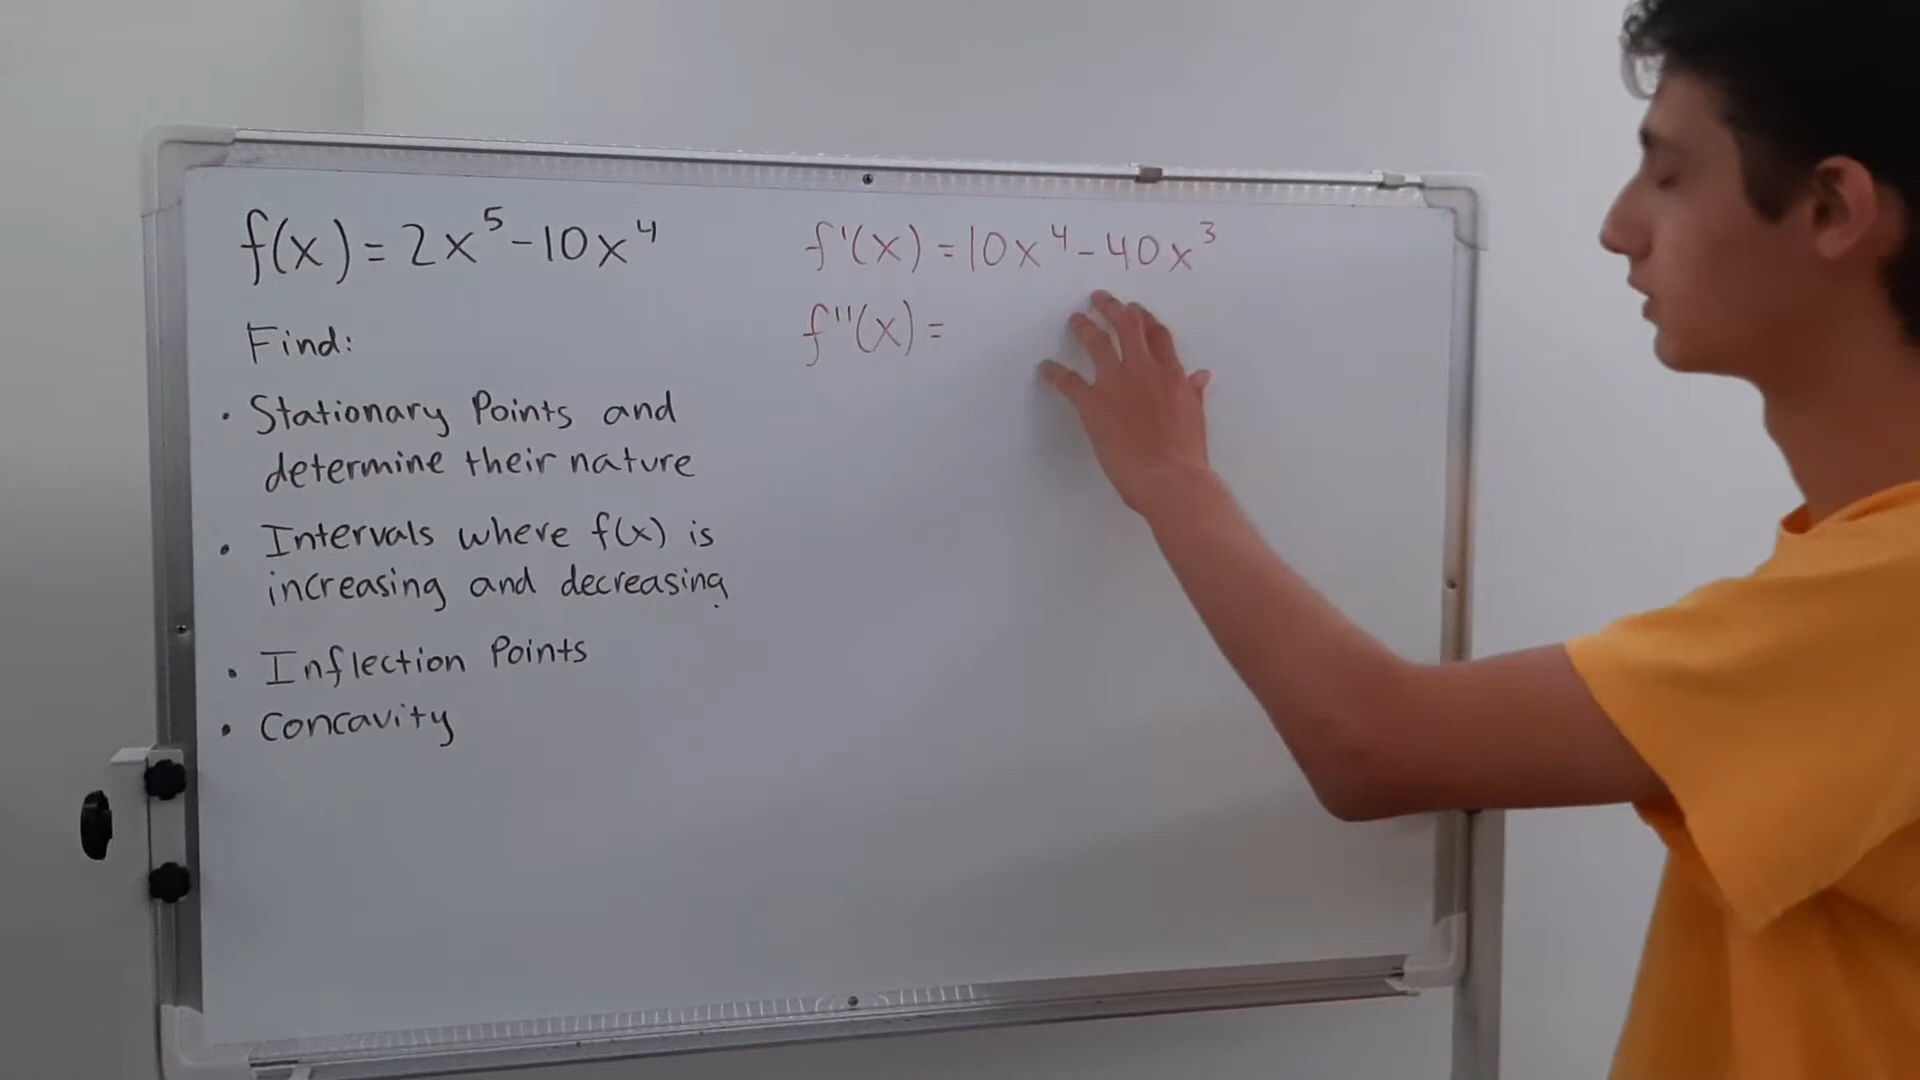 f(x) = 2x⁵ - 10x⁴
Find:
• Stationary Points and
determine their nature
• Intervals where f(x) is
increasing and decreasing.
• Inflection Points
• Concavity
f'(x) = 10x⁴ - 40x³
f''(x) =